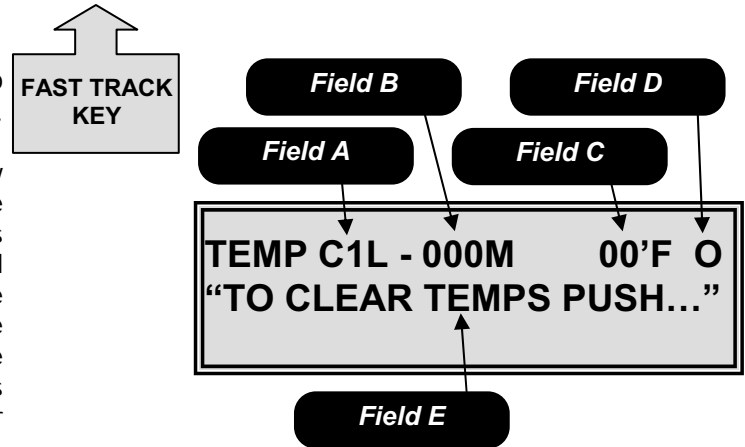 FAST TRACK
KEY
Field B
Field D
Field A
Field C
TEMP C1L - 000M 00’F O
“TO CLEAR TEMPS PUSH…”
Field E